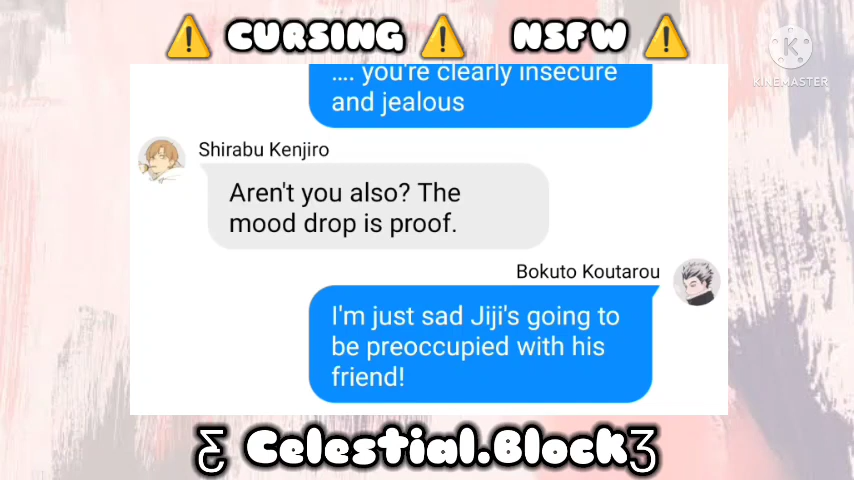 ⚠️ CURSING ⚠️ NSFW ⚠️
K
KINEMASTER
.... you're clearly insecure
and jealous
Shirabu Kenjiro
Aren't you also? The
mood drop is proof.
Bokuto Koutarou
I'm just sad Jiji's going to
be preoccupied with his
friend!
Ƹ Celestial.BlockƷ